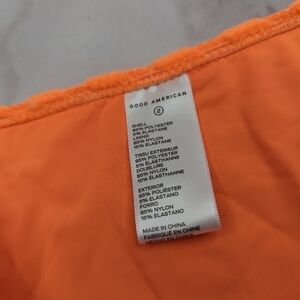 GOOD AMERICAN
2
SHELL
95% POLYESTER
5% ELASTANE
LINING
85% NYLON
15% ELASTANE
TISSU EXTÉRIEUR
95% POLYESTER
5% ÉLASTHANNE
DOUBLURE
85% NYLON
15% ÉLASTHANNE
EXTERIOR
95% POLIÉSTER
5% ELASTANO
FORRO
85% NYLON
15% ELASTANO
MADE IN CHINA
FABRIQUÉ EN CHINE
HECHO EN CHINA